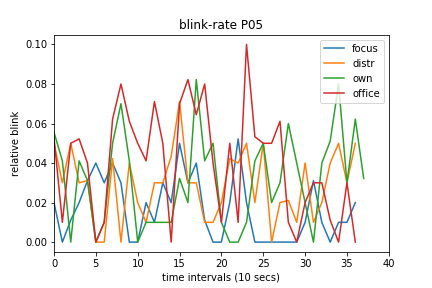 blink-rate P05
relative blink
0.10
0.08
0.06
0.04
0.02
0.00
focus
distr
own
office
0 5 10 15 20 25 30 35 40
time intervals (10 secs)